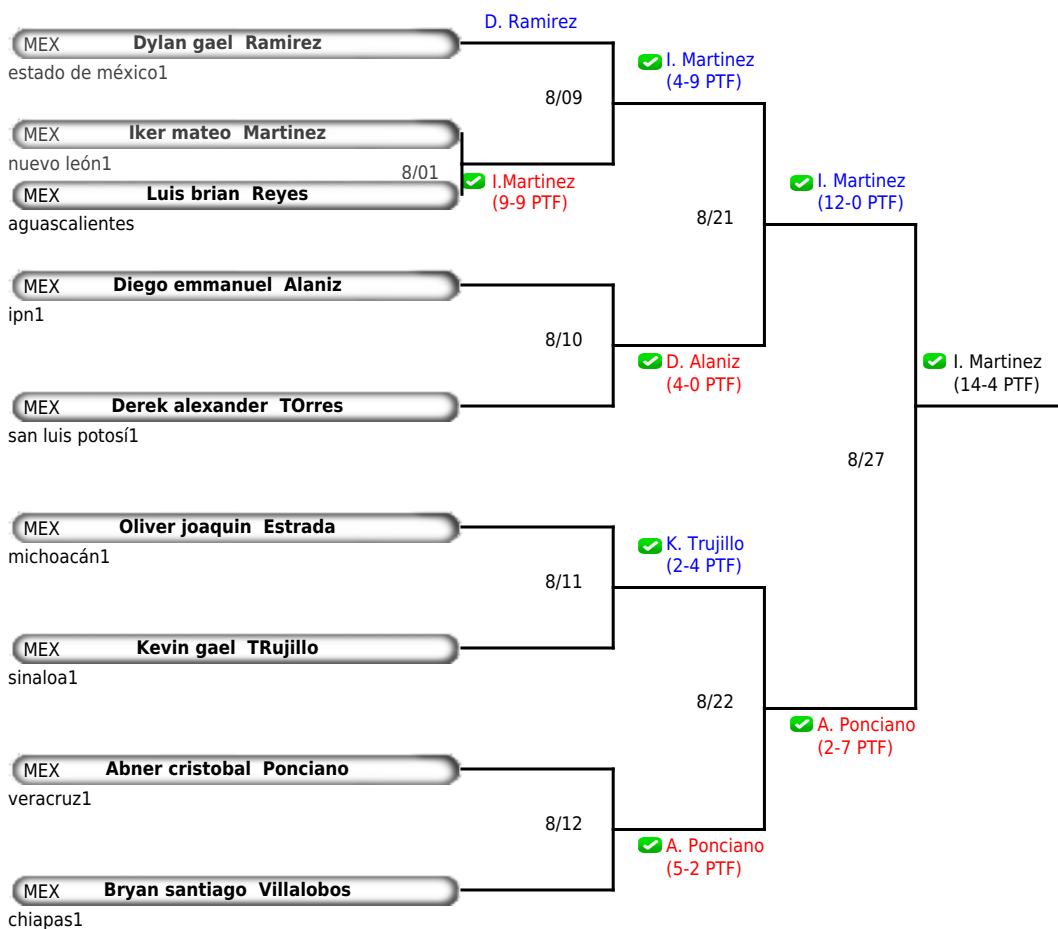 D. Ramirez
MEX Dylan gael Ramirez
estado de méxico1
I. Martinez
(4-9 PTF)
8/09
MEX Iker mateo Martinez
nuevo león1
8/01
I.Martinez
(9-9 PTF)
MEX Luis brian Reyes
aguascalientes
I. Martinez
(12-0 PTF)
8/21
MEX Diego emmanuel Alaniz
ipn1
8/10
D. Alaniz
(4-0 PTF)
I. Martinez
(14-4 PTF)
MEX Derek alexander TOrres
san luis potosí1
8/27
MEX Oliver joaquin Estrada
michoacán1
K. Trujillo
(2-4 PTF)
8/11
MEX Kevin gael TRujillo
sinaloa1
8/22
A. Ponciano
(2-7 PTF)
MEX Abner cristobal Ponciano
veracruz1
8/12
A. Ponciano
(5-2 PTF)
MEX Bryan santiago Villalobos
chiapas1